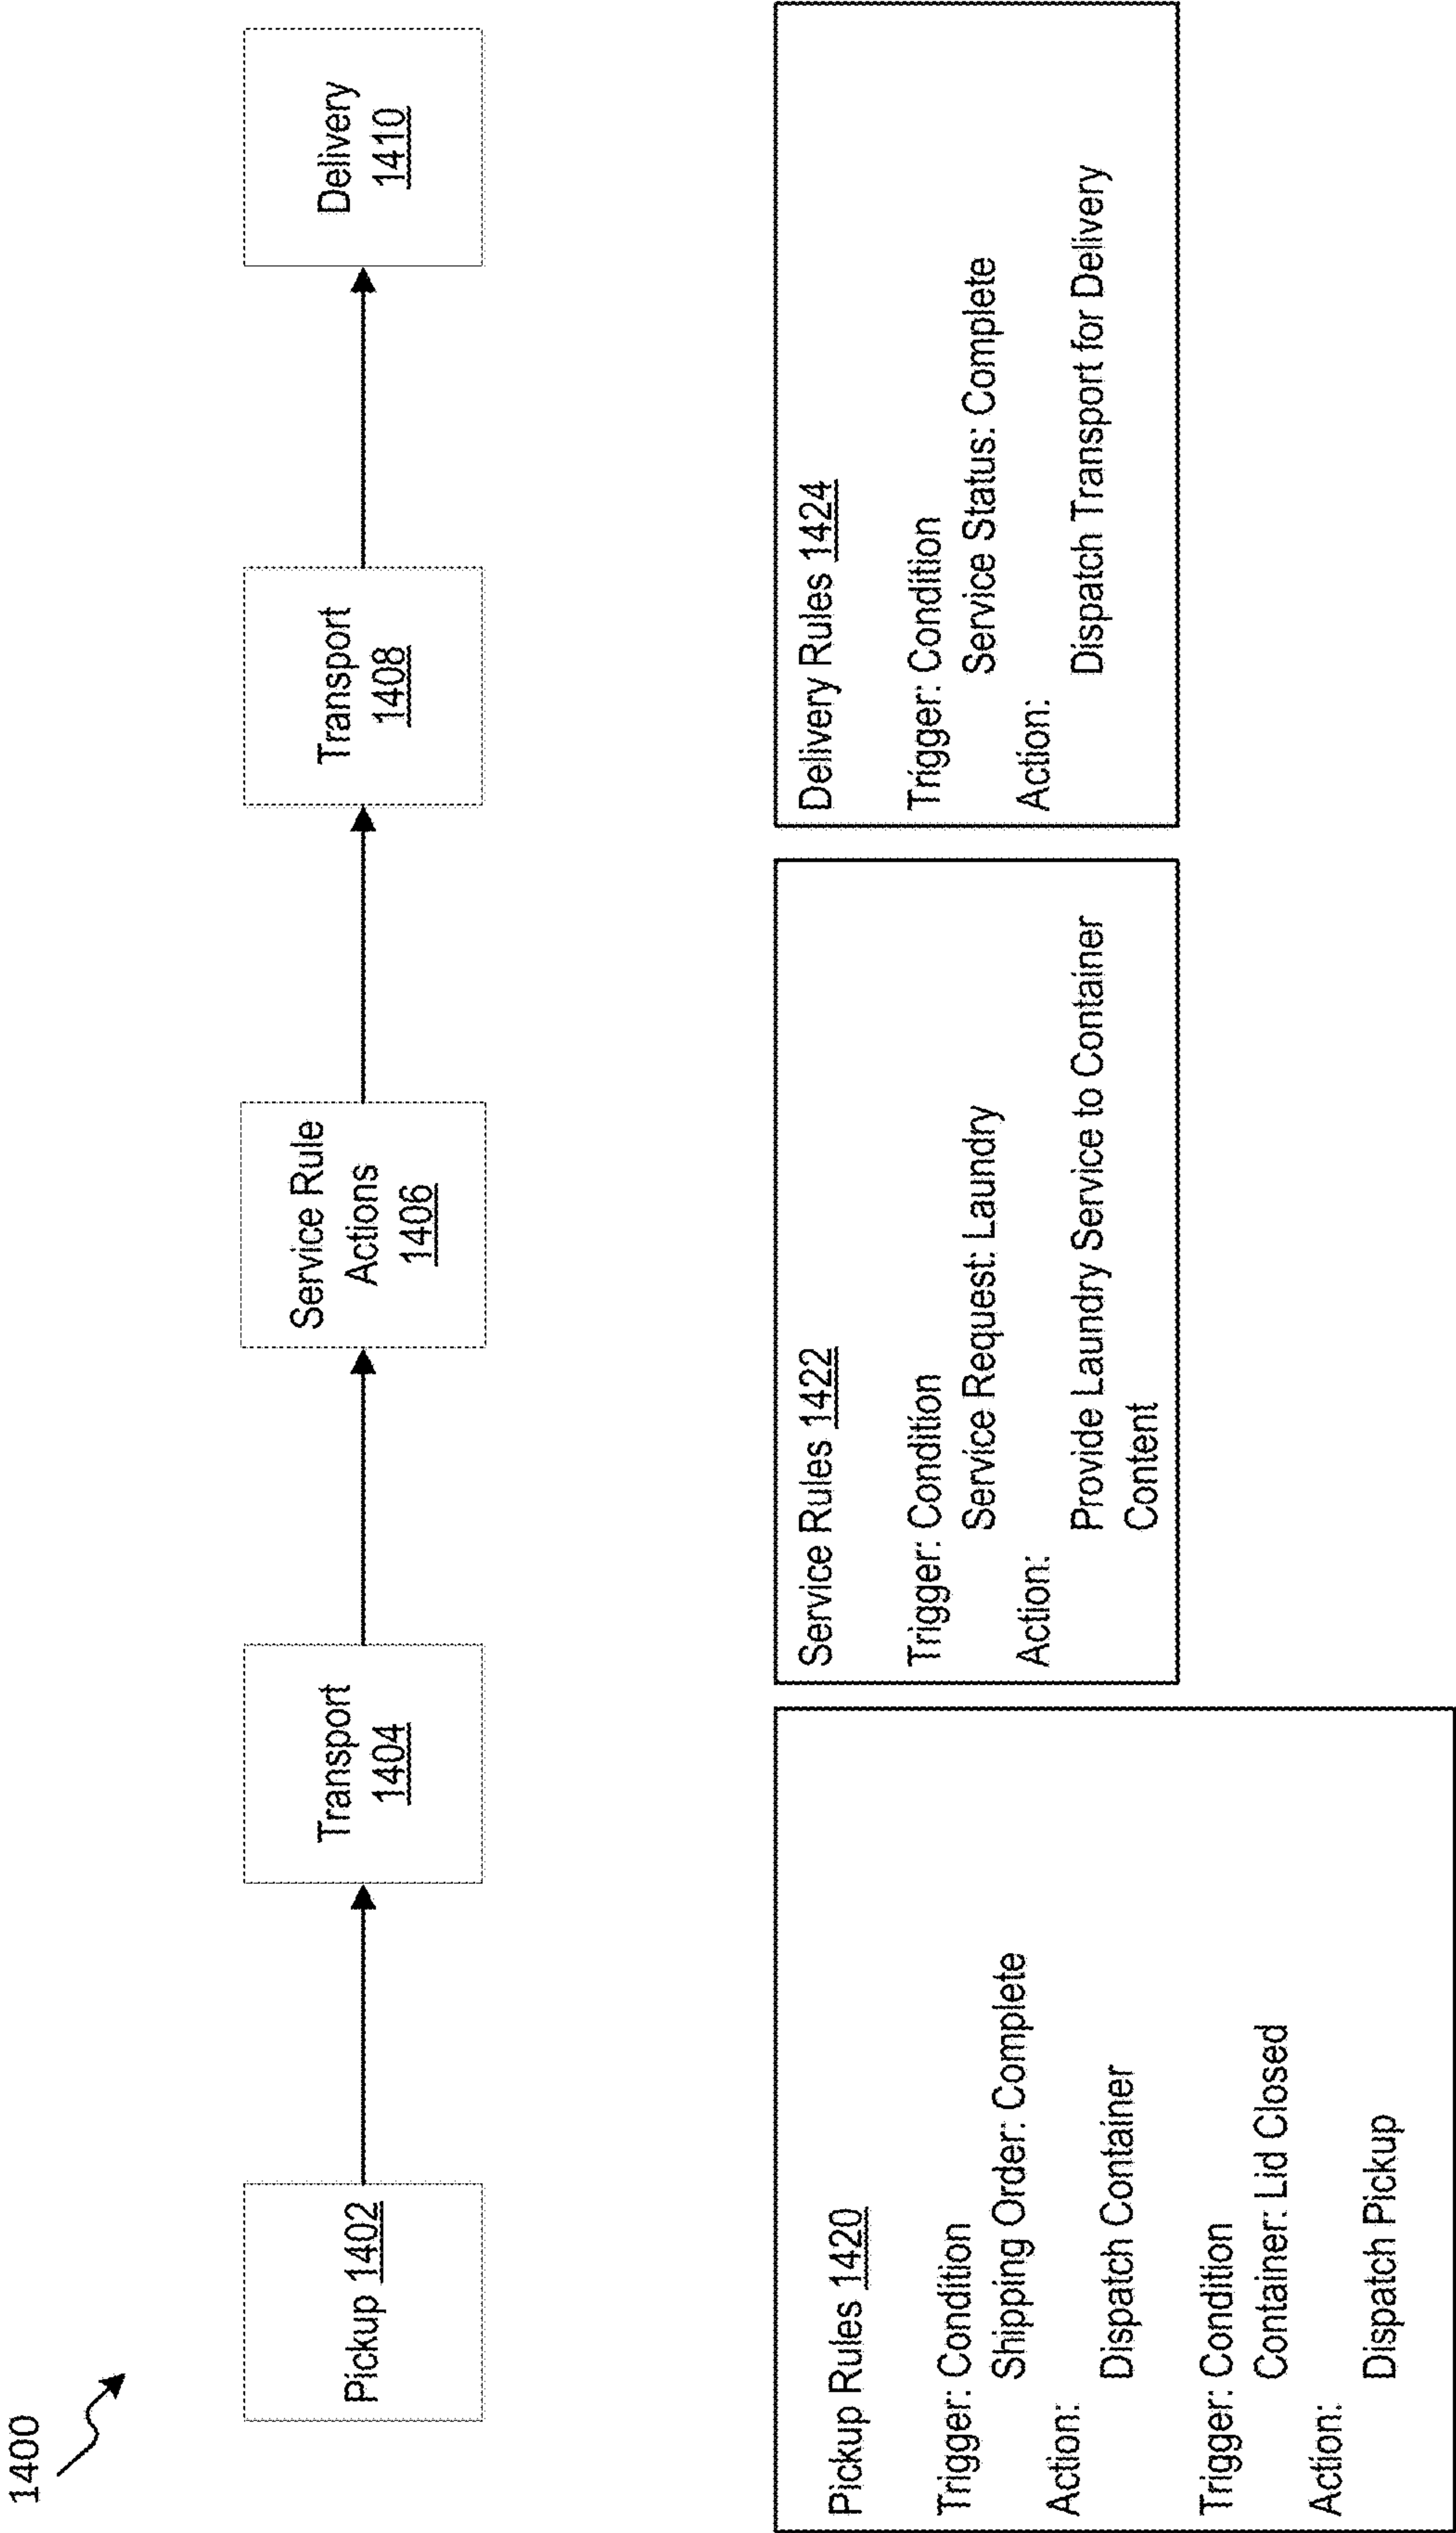 1400
Pickup 1402
Transport
1404
Service Rule
Actions
1406
Transport
1408
Delivery
1410
Pickup Rules 1420
Trigger: Condition
Shipping Order: Complete
Action:
Dispatch Container
Trigger: Condition
Container: Lid Closed
Action:
Dispatch Pickup
Service Rules 1422
Trigger: Condition
Service Request: Laundry
Action:
Provide Laundry Service to Container
Content
Delivery Rules 1424
Trigger: Condition
Service Status: Complete
Action:
Dispatch Transport for Delivery